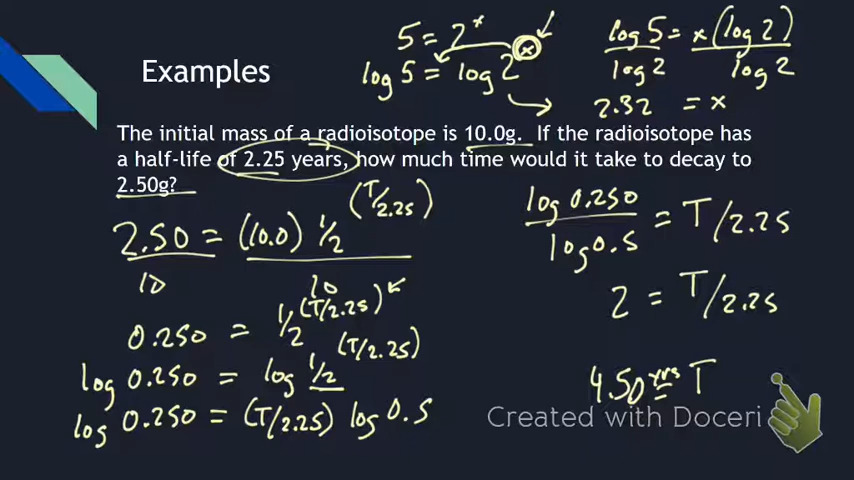 5 = 2^x
log 5 = log 2^x
log 5 = x (log 2)
log 2 log 2
2.32 = x
Examples
The initial mass of a radioisotope is 10.0g. If the radioisotope has
a half-life of 2.25 years, how much time would it take to decay to
2.50g?
2.50 = (10.0) 1/2^(T/2.25)
10 10
0.250 = 1/2^(T/2.25)
log 0.250 = log 1/2^(T/2.25)
log 0.250 = (T/2.25) log 0.5
log 0.250 = T/2.25
log 0.5
2 = T/2.25
4.50 yrs = T
Created with Doceri